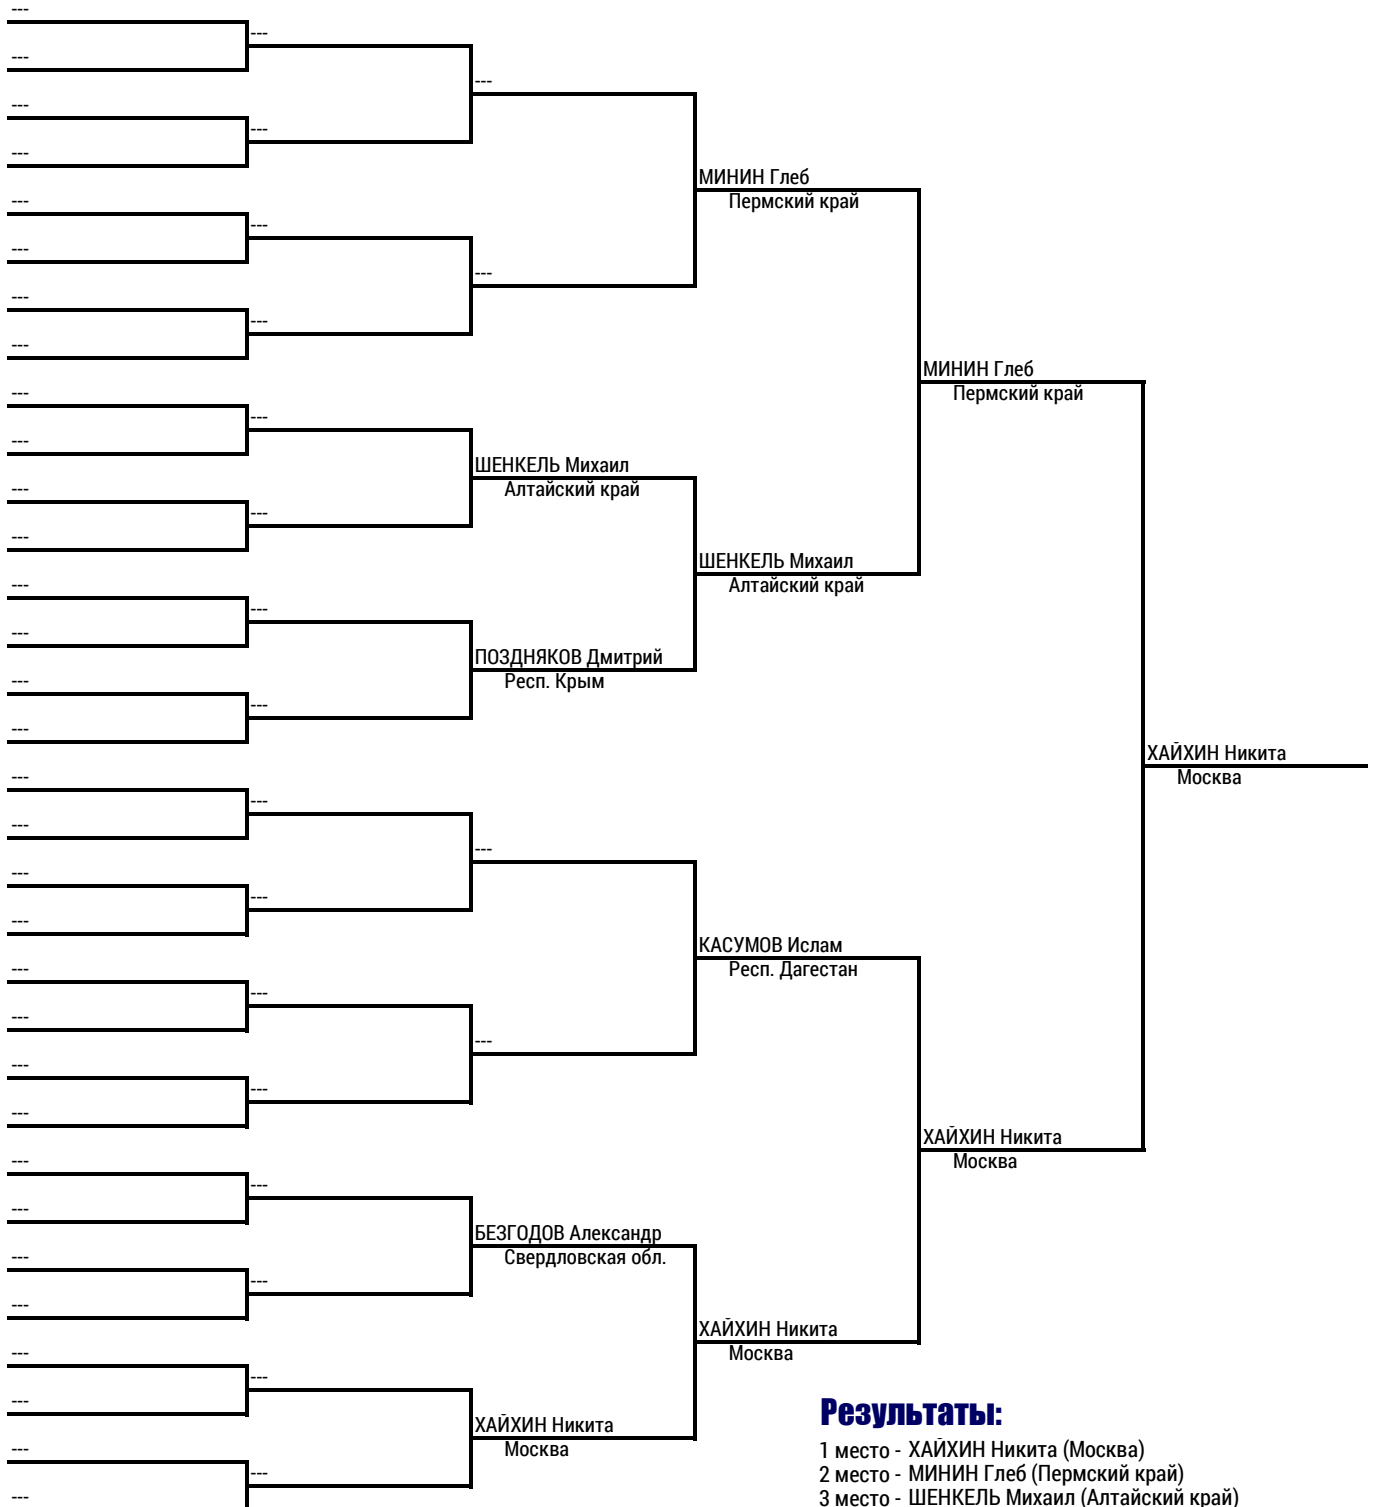 ---
---
---
---
---
---
---
МИНИН Глеб
Пермский край
---
---
---
---
---
---
---
МИНИН Глеб
Пермский край
---
---
---
ШЕНКЕЛЬ Михаил
Алтайский край
---
---
---
ШЕНКЕЛЬ Михаил
Алтайский край
---
---
---
ПОЗДНЯКОВ Дмитрий
Респ. Крым
---
---
---
ХАЙХИН Никита
Москва
---
---
---
---
---
---
---
КАСУМОВ Ислам
Респ. Дагестан
---
---
---
---
---
---
---
ХАЙХИН Никита
Москва
---
---
---
БЕЗГОДОВ Александр
Свердловская обл.
---
---
---
ХАЙХИН Никита
Москва
---
---
---
ХАЙХИН Никита
Москва
---
---
---
Результаты:
1 место - ХАЙХИН Никита (Москва)
2 место - МИНИН Глеб (Пермский край)
3 место - ШЕНКЕЛЬ Михаил (Алтайский край)